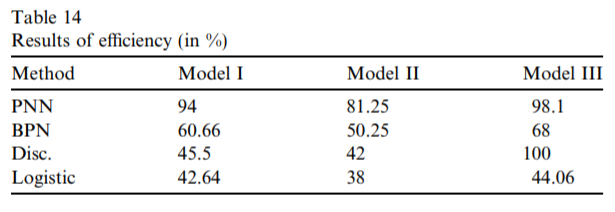 Table 14
Results of efficiency (in %)
Method Model I Model II Model III
PNN 94 81.25 98.1
BPN 60.66 50.25 68
Disc. 45.5 42 100
Logistic 42.64 38 44.06